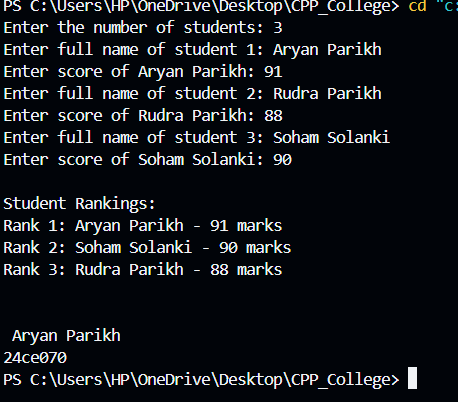 PS C:\Users\HP\OneDrive\Desktop\CPP_College> cd "c:
Enter the number of students: 3
Enter full name of student 1: Aryan Parikh
Enter score of Aryan Parikh: 91
Enter full name of student 2: Rudra Parikh
Enter score of Rudra Parikh: 88
Enter full name of student 3: Soham Solanki
Enter score of Soham Solanki: 90

Student Rankings:
Rank 1: Aryan Parikh - 91 marks
Rank 2: Soham Solanki - 90 marks
Rank 3: Rudra Parikh - 88 marks

 Aryan Parikh
24ce070
PS C:\Users\HP\OneDrive\Desktop\CPP_College>